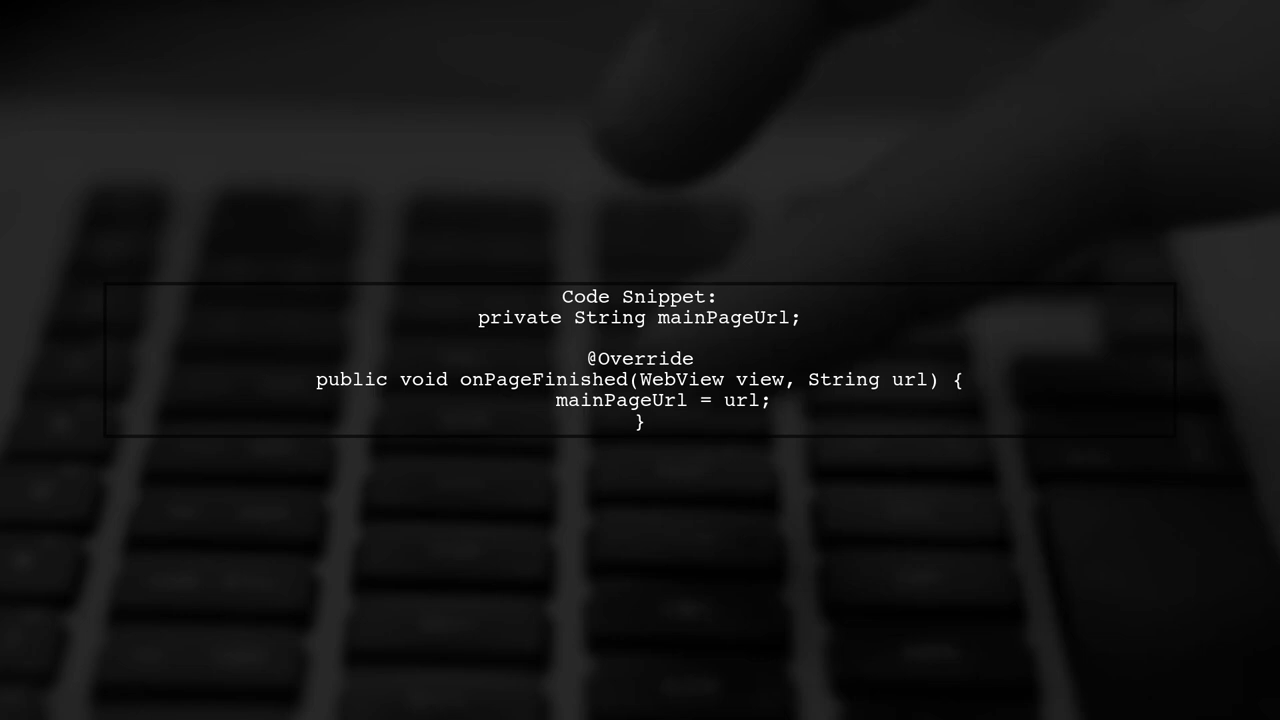 Code Snippet:
private String mainPageUrl;
@Override
public void onPageFinished(WebView view, String url) {
mainPageUrl = url;
}